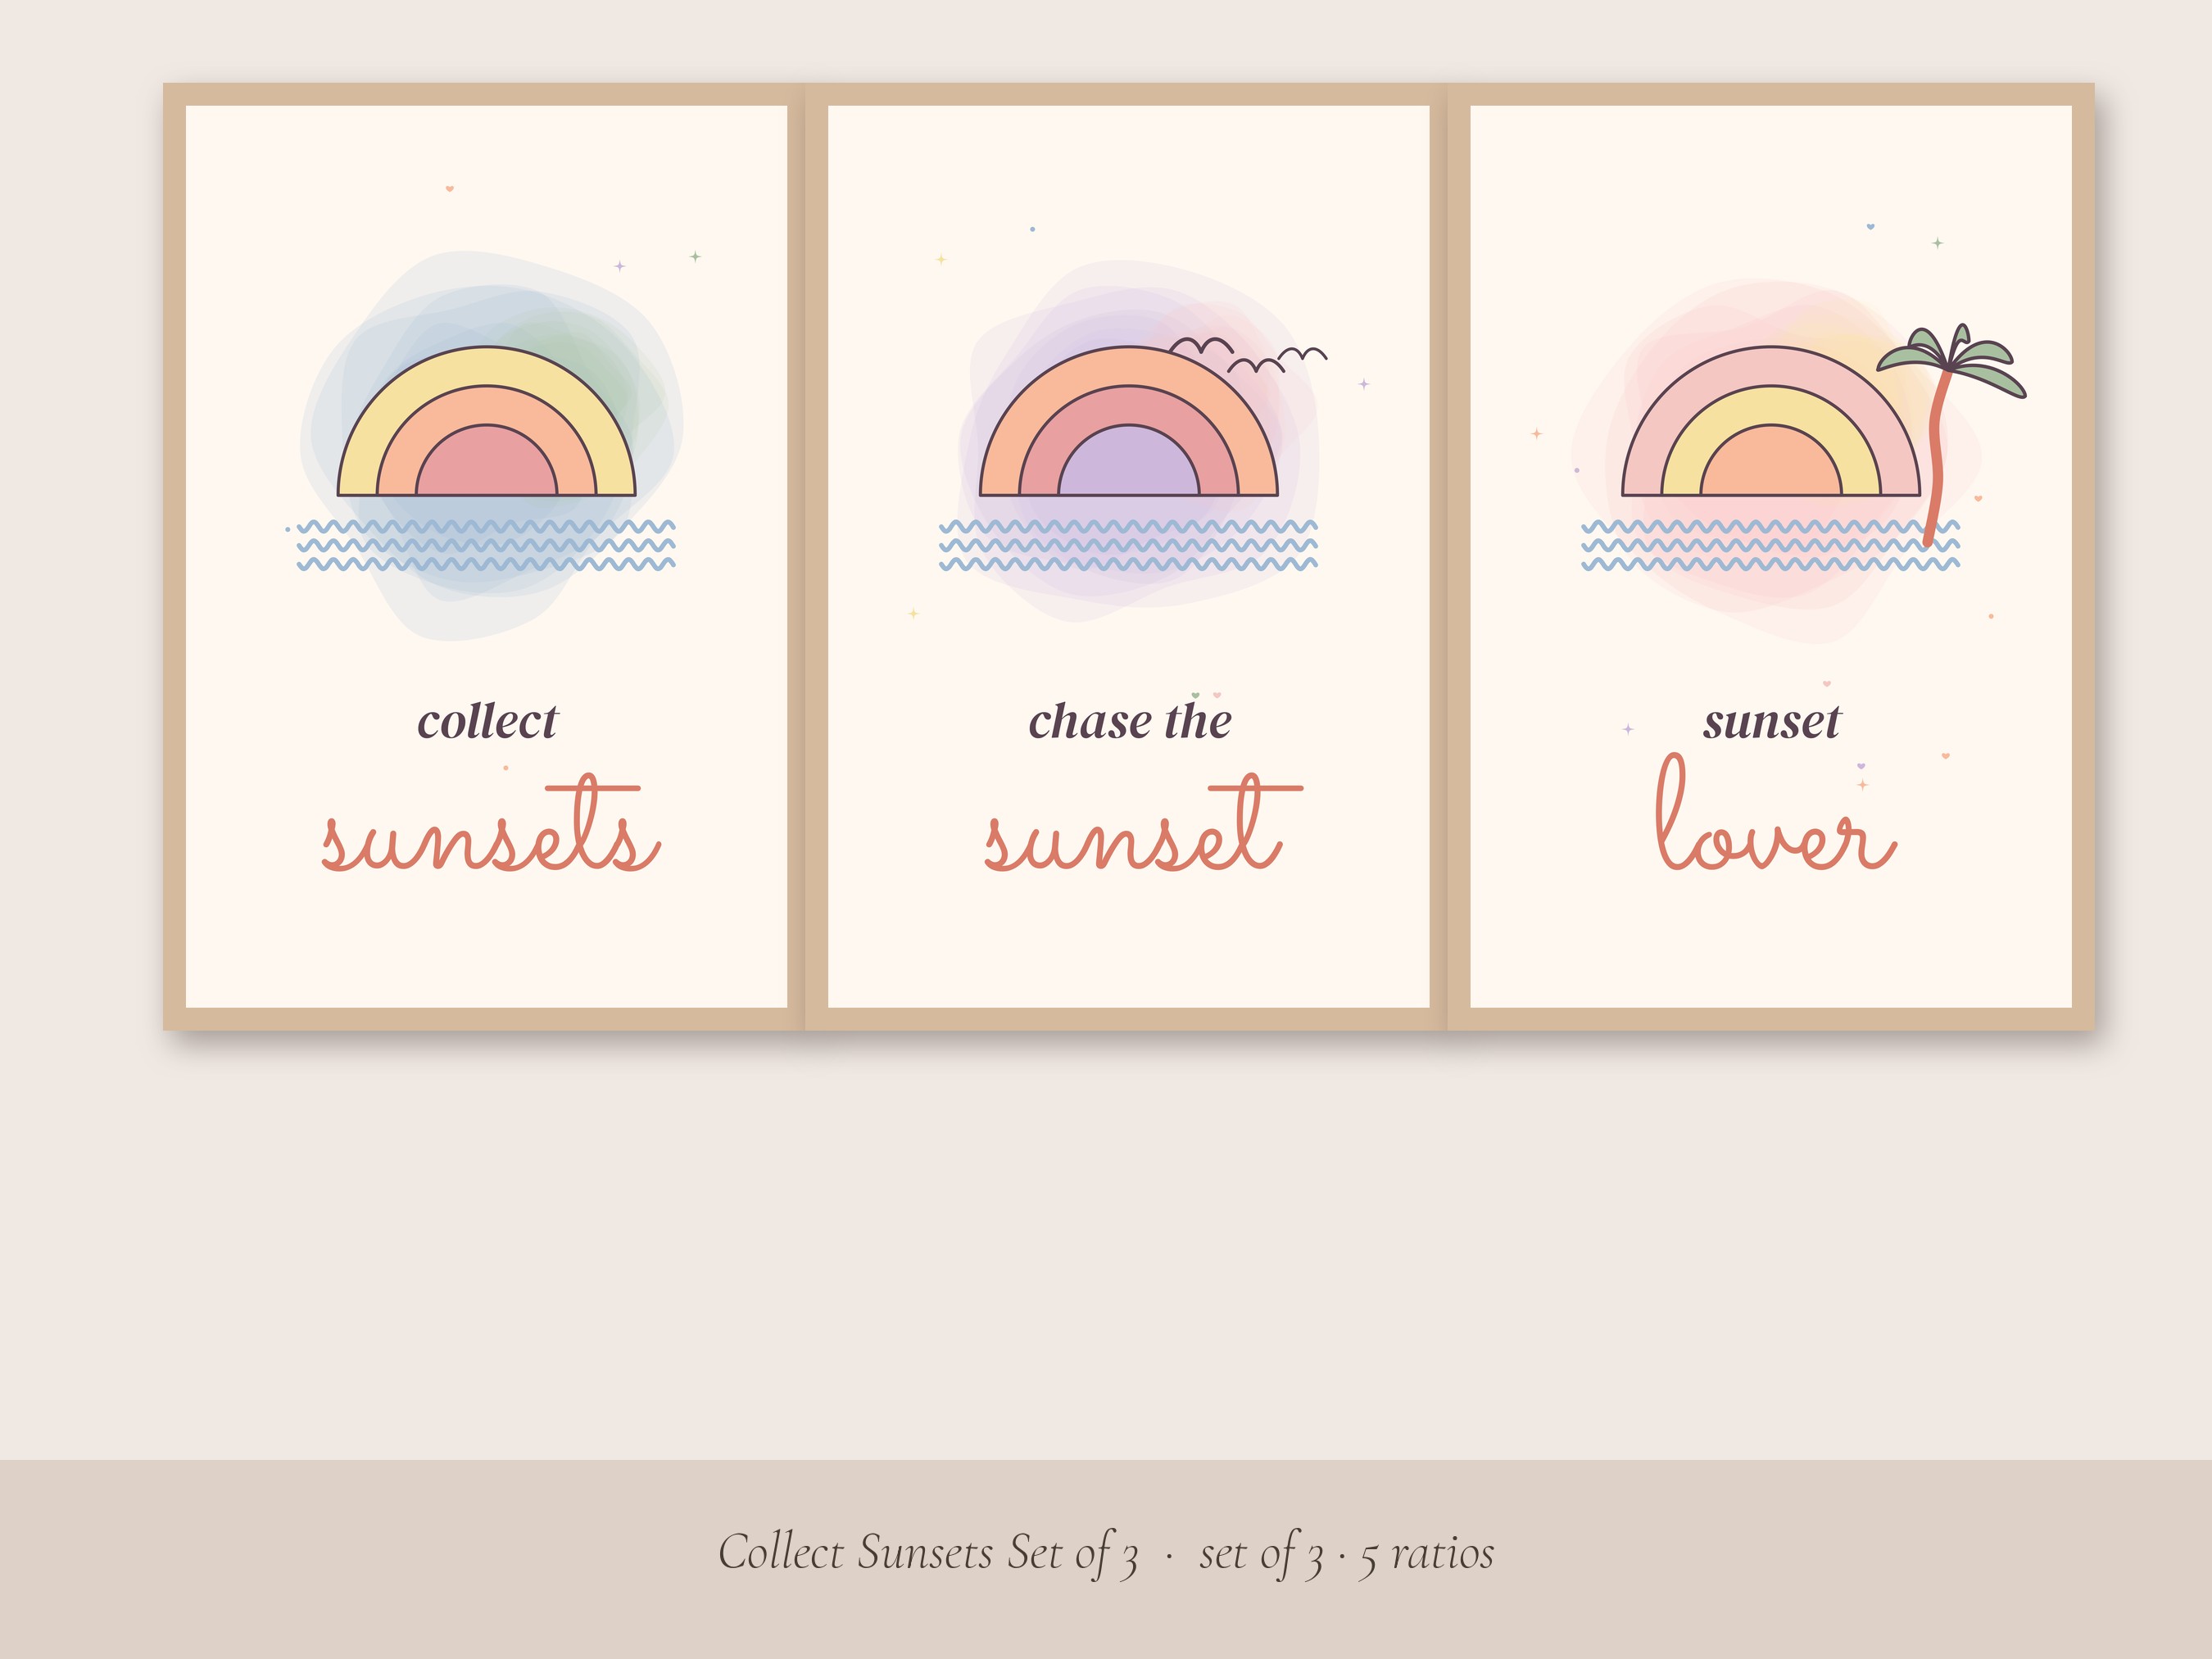 collect
sunsets
chase the
sunset
sunset
lover
Collect Sunsets Set of 3 · set of 3 · 5 ratios